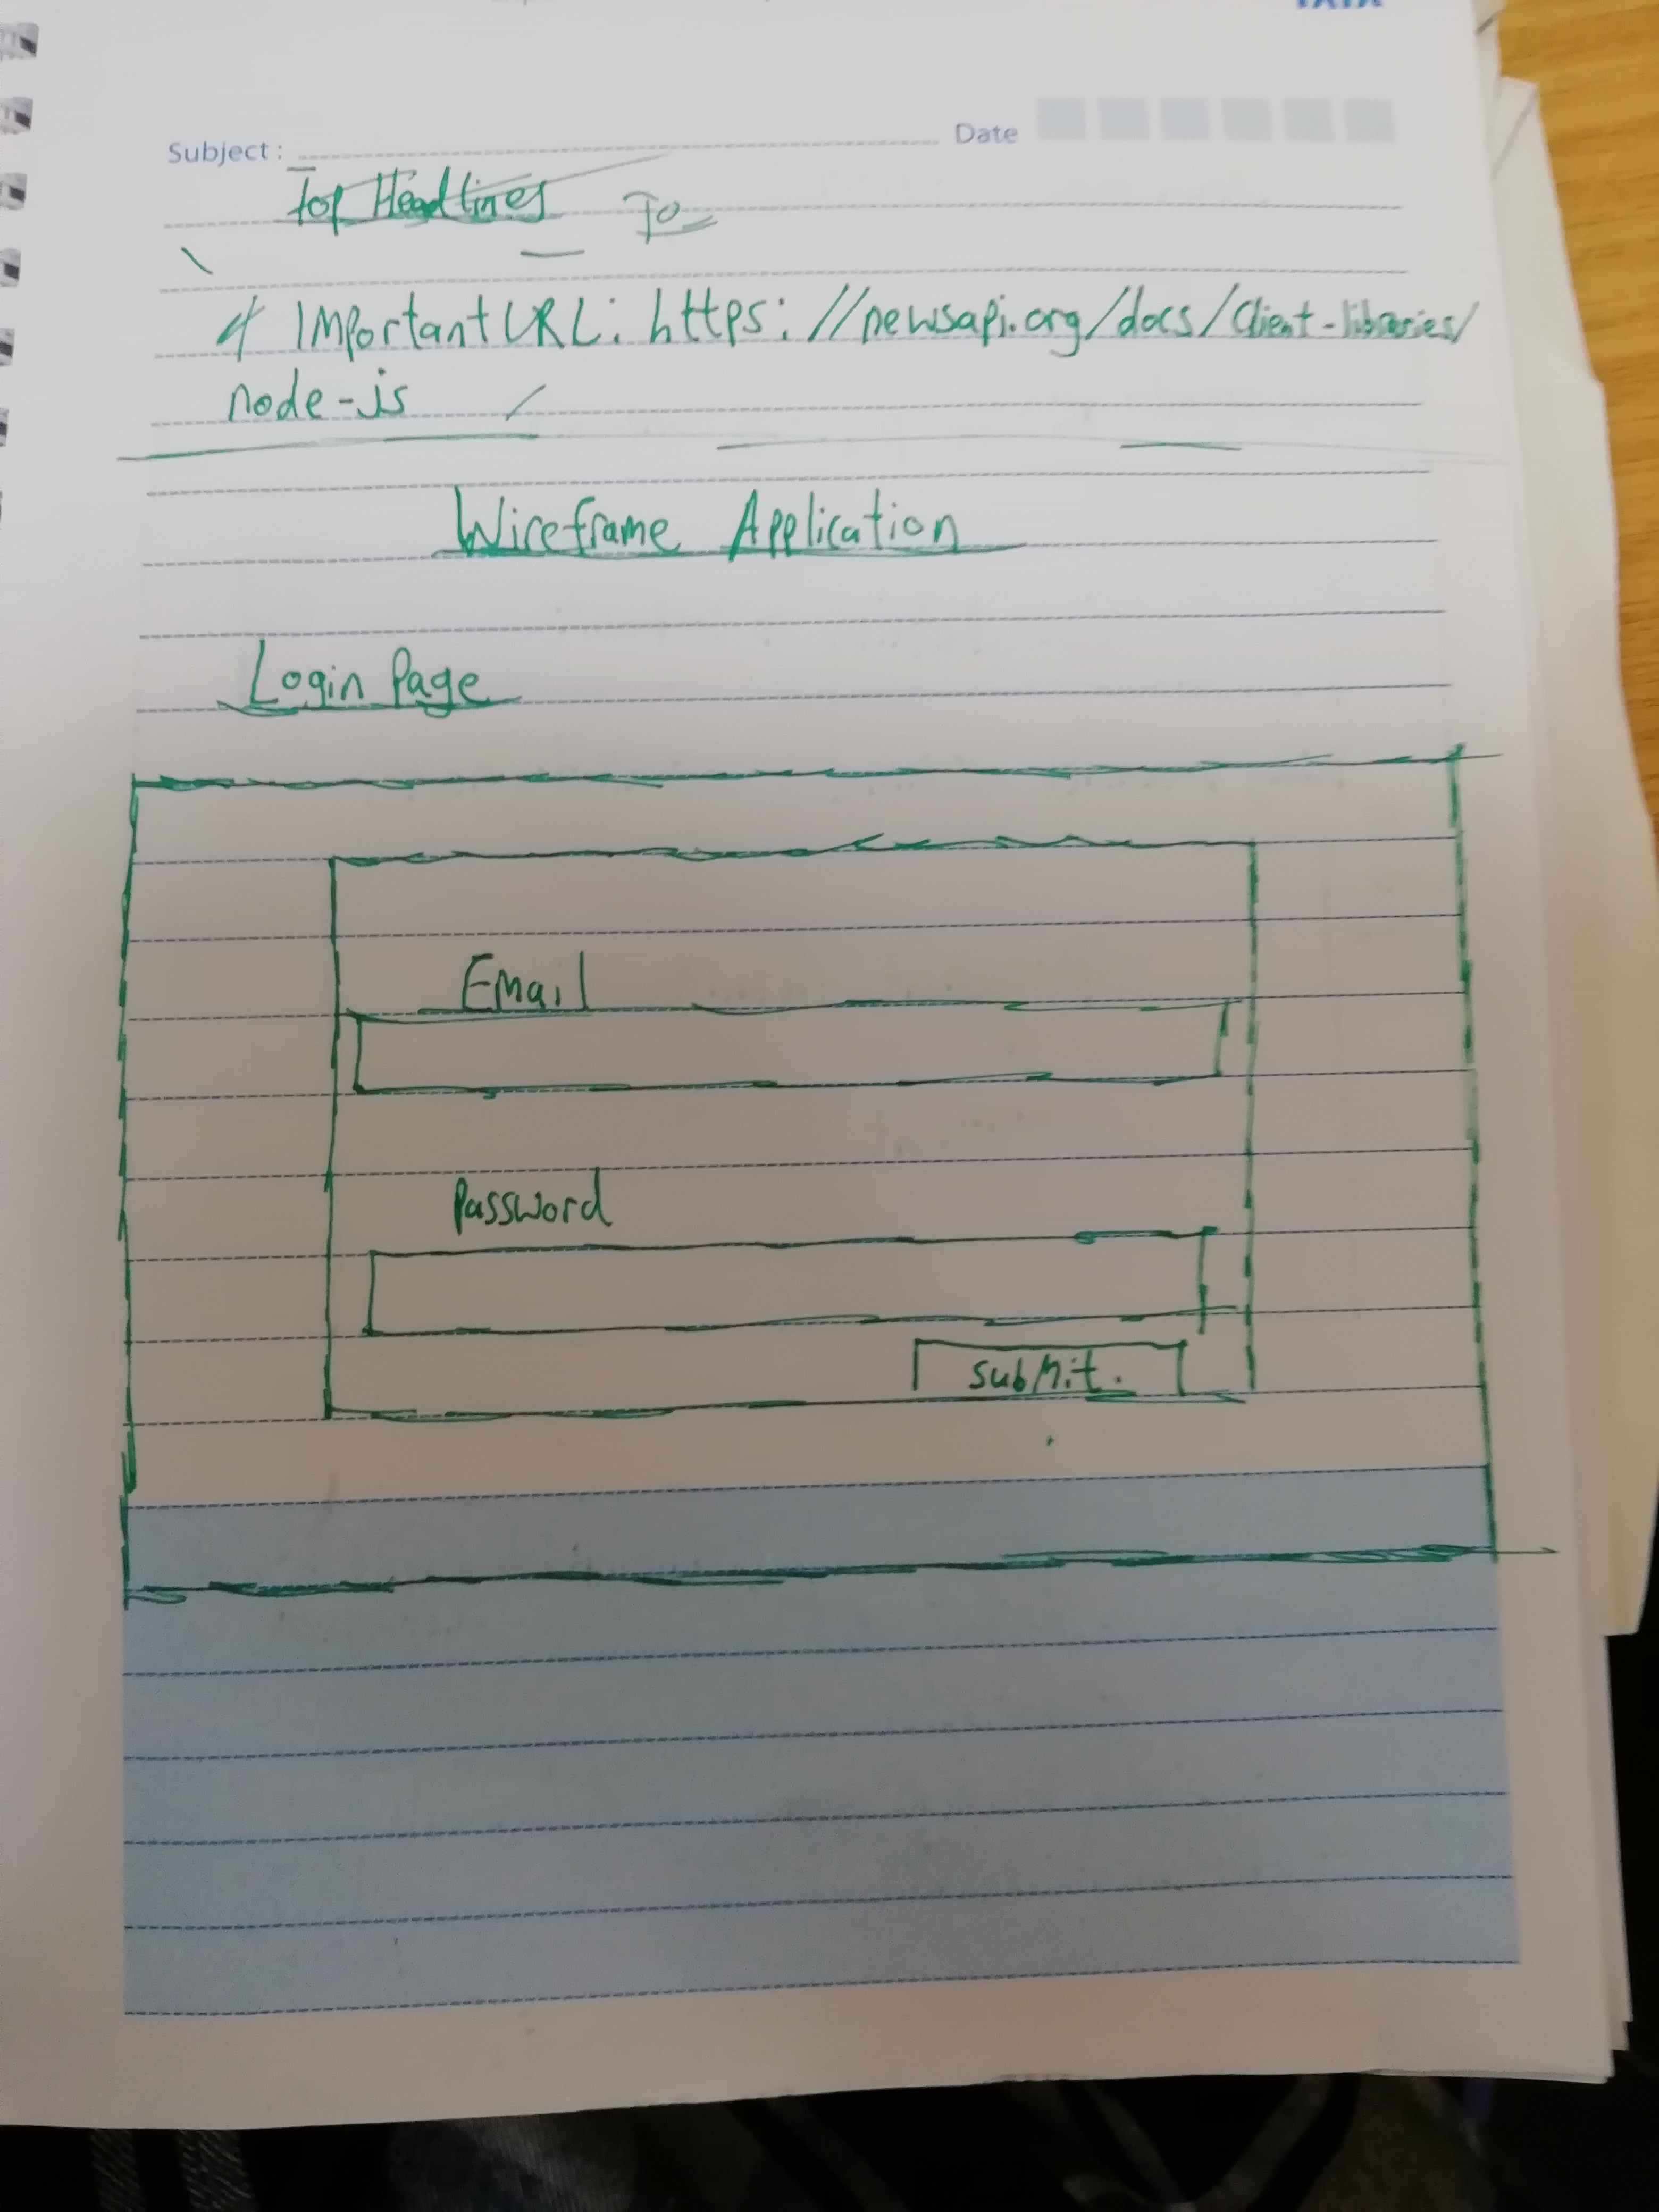 TATA
Subject :
Date
Top Headlines To
4 Important URL: https://newsapi.org/docs/Client-libraries/
node-js
Wireframe Application
Login Page
Email
Password
submit.